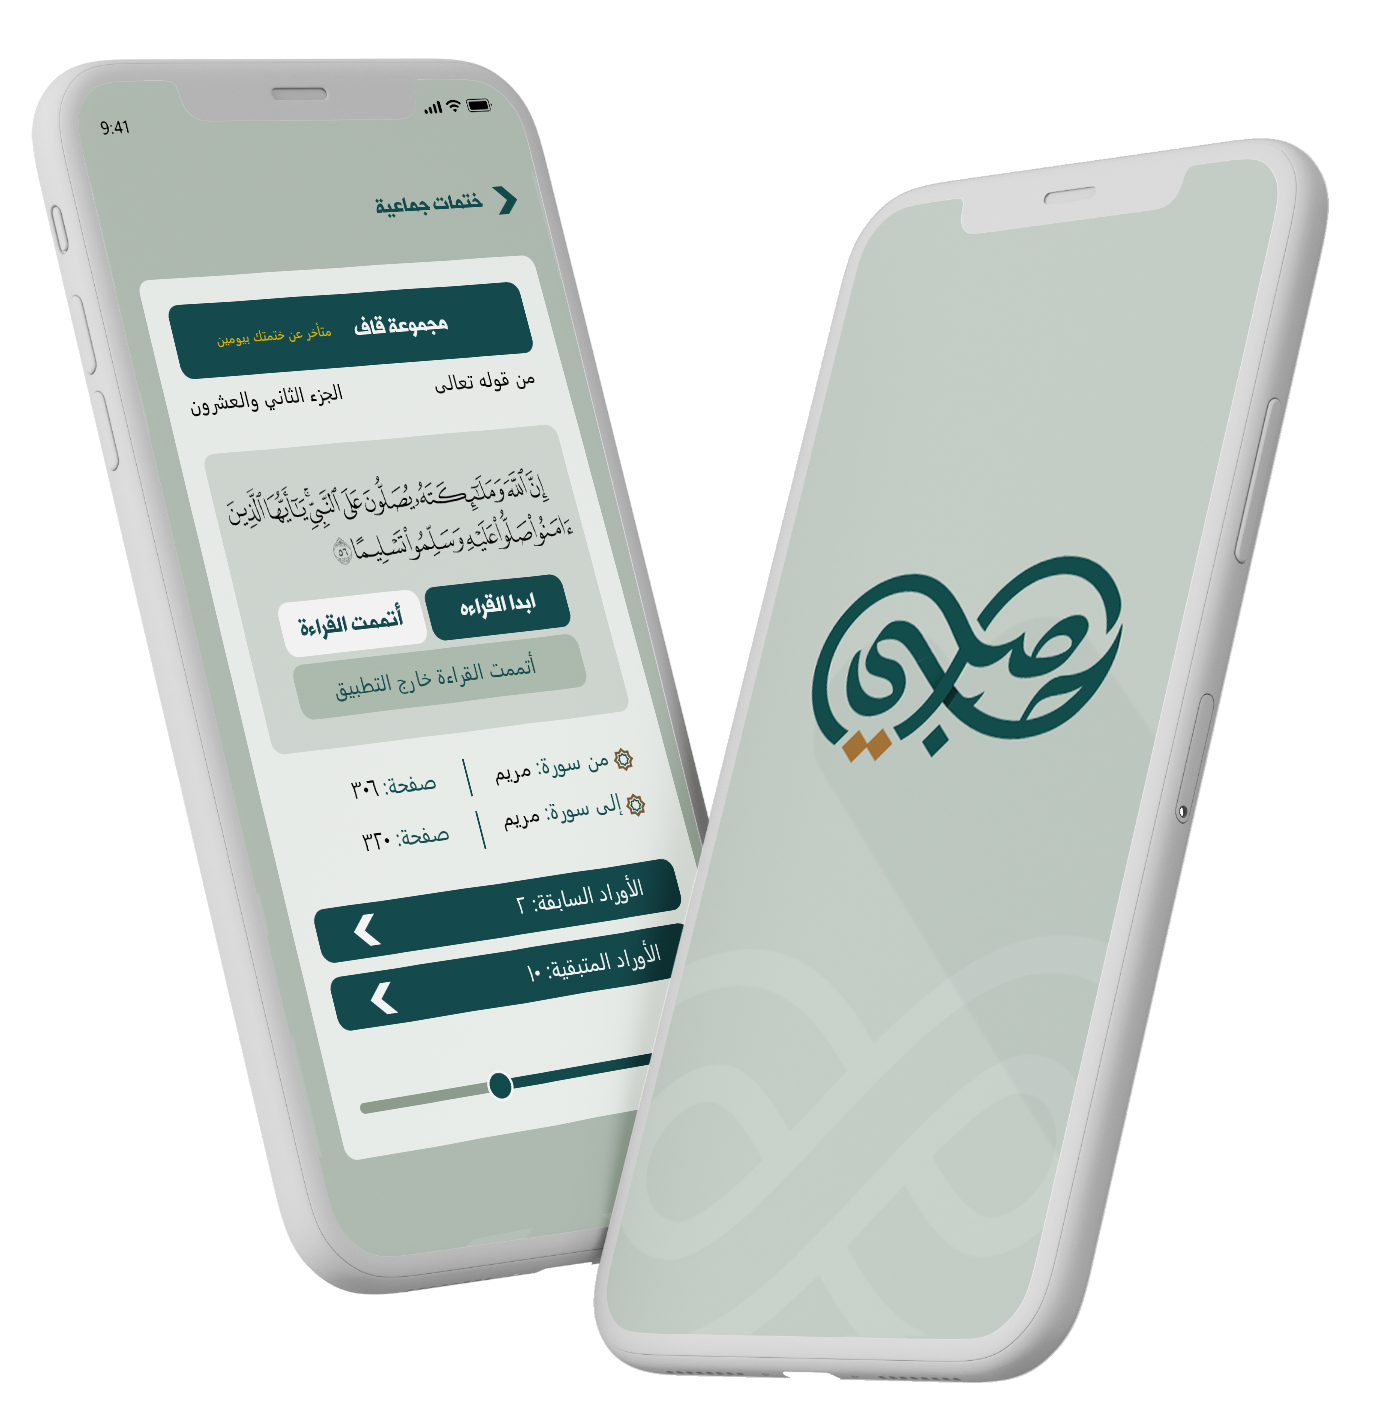 9:41
ختمات جماعية
مجموعة قاف متأخر عن ختمتك بيومين
من قوله تعالى الجزء الثاني والعشرون
إِنَّ ٱللَّهَ وَمَلَٰٓئِكَتَهُۥ يُصَلُّونَ عَلَى ٱلنَّبِيِّۚ يَٰٓأَيُّهَا ٱلَّذِينَ
ءَامَنُوا۟ صَلُّوا۟ عَلَيْهِ وَسَلِّمُوا۟ تَسْلِيمًا ٥٦
ابدا القراءه أتممت القراءة
أتممت القراءة خارج التطبيق
من سورة: مريم | صفحة: ٣٠٦
إلى سورة: مريم | صفحة: ٣٢٠
الأوراد السابقة: ٢
الأوراد المتبقية: ١٠